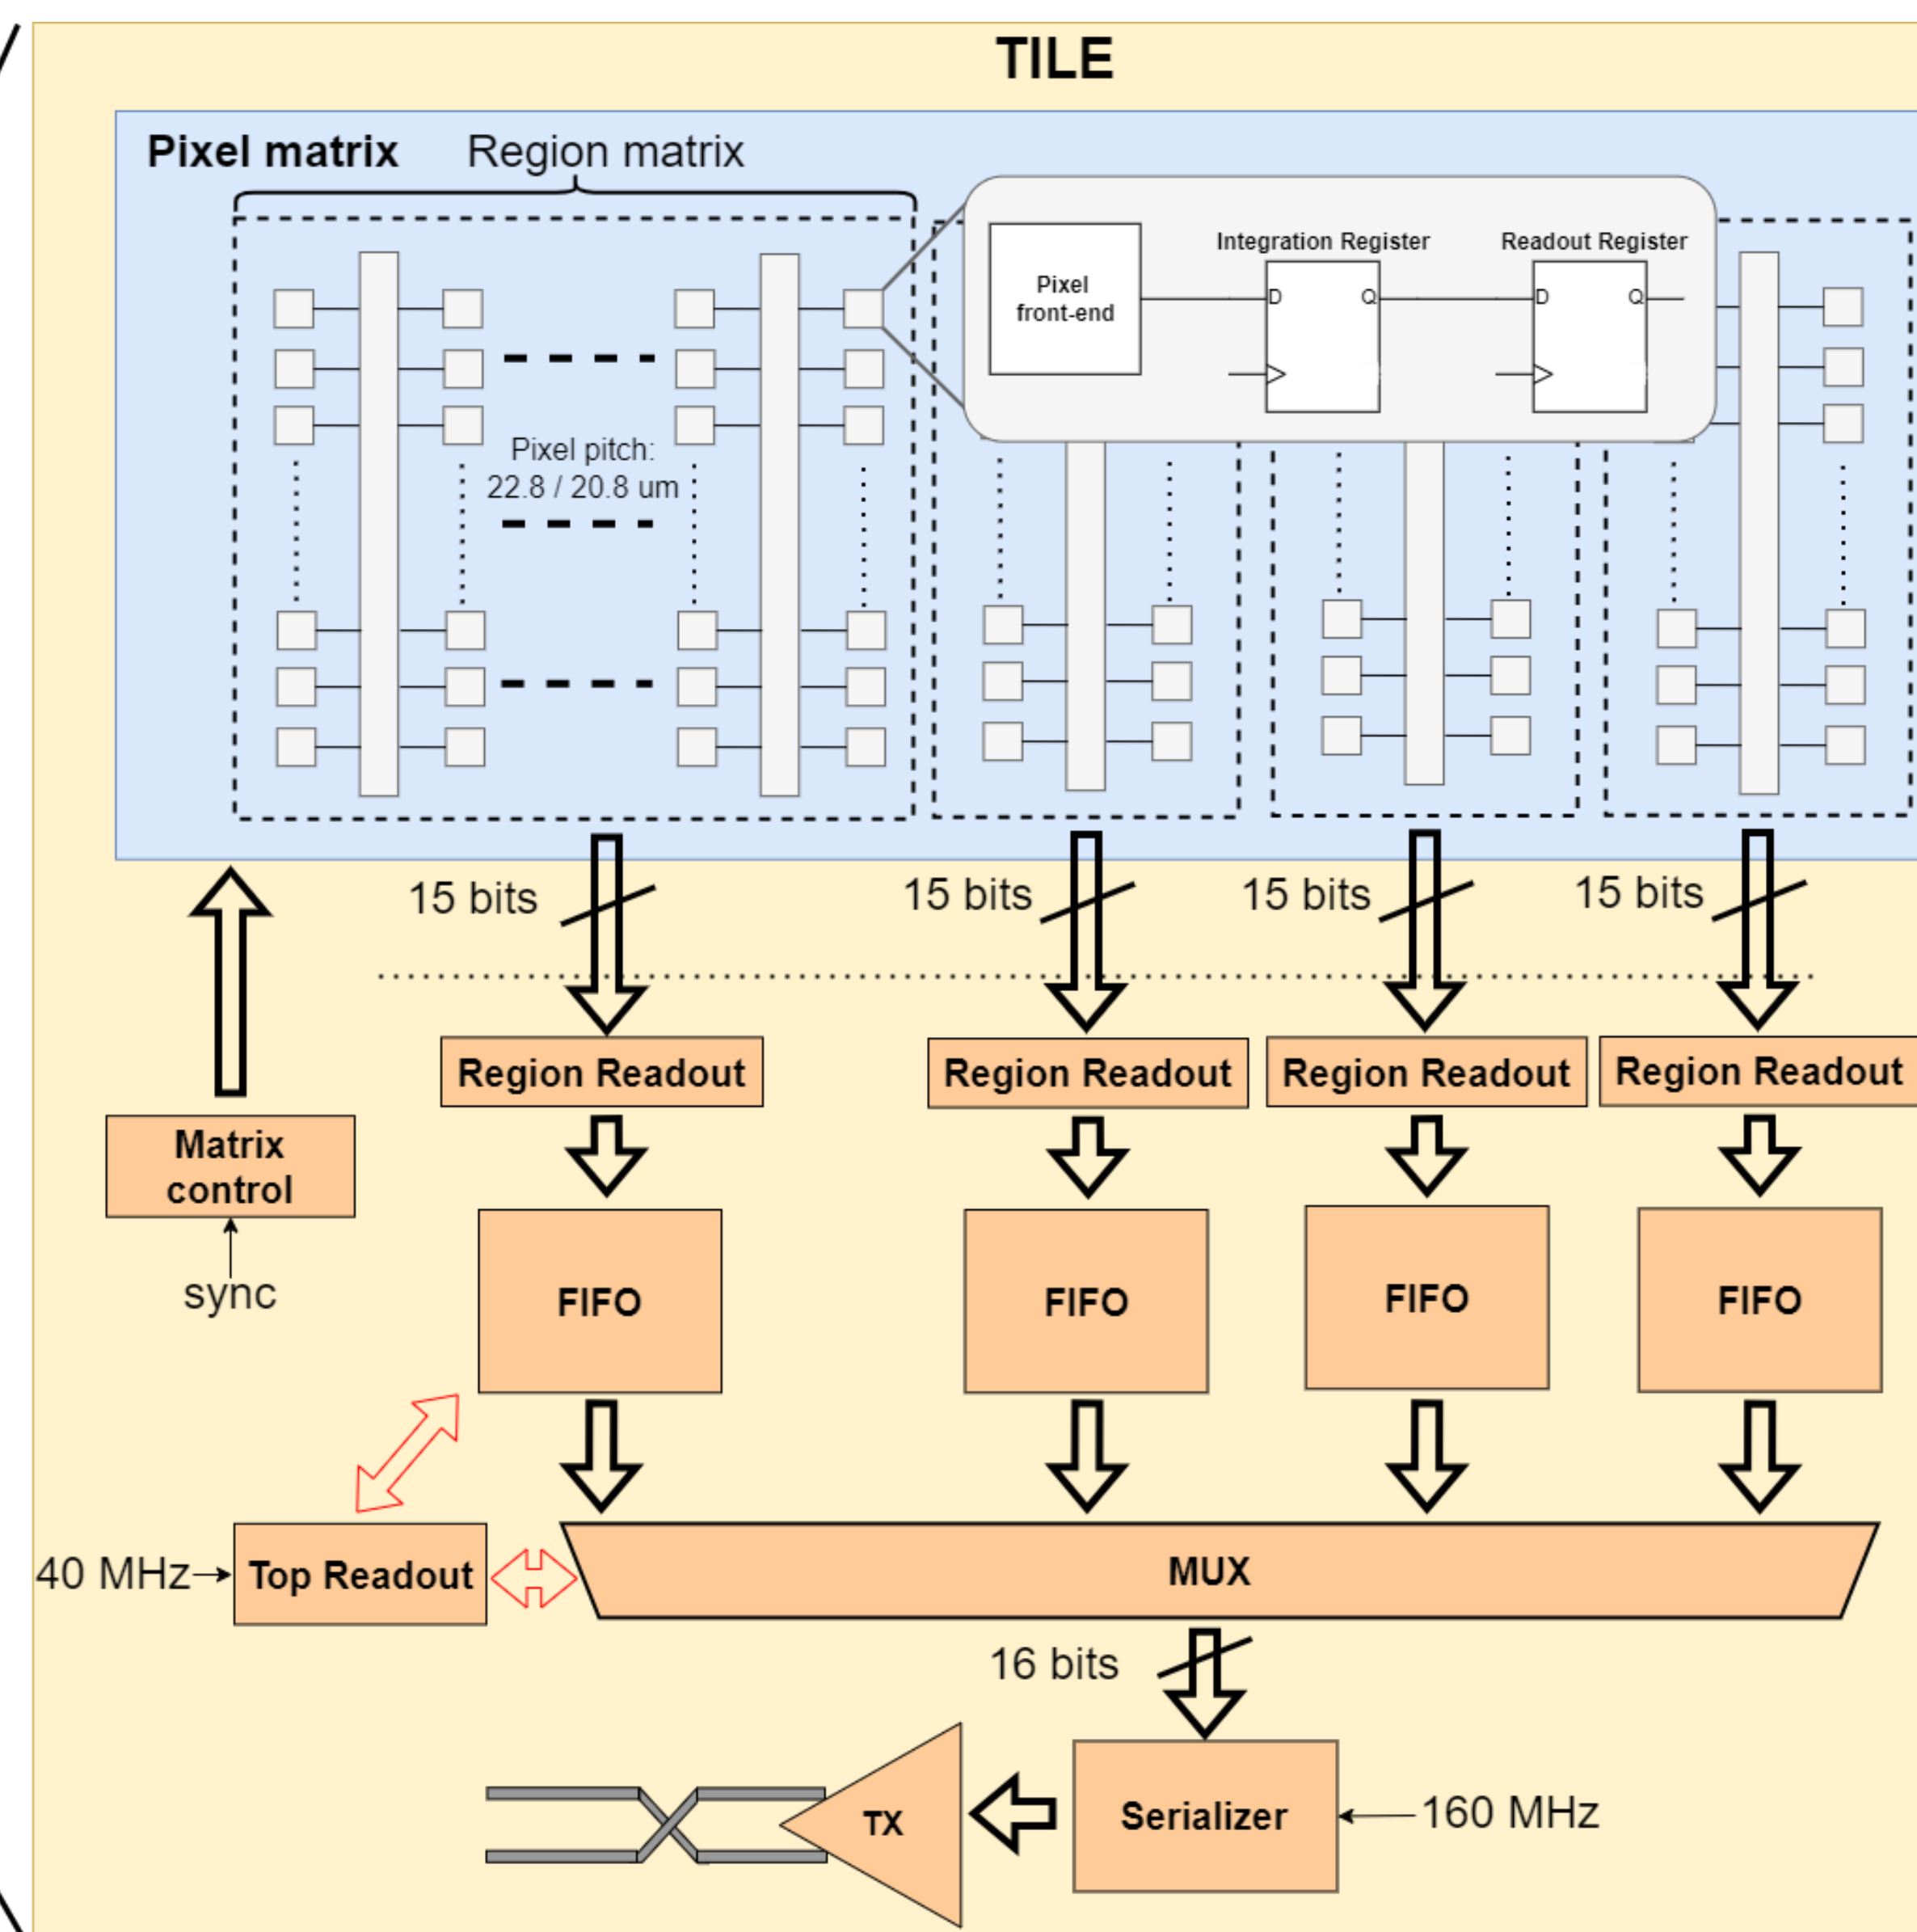 TILE
Pixel matrix
Region matrix
Integration Register
Readout Register
Pixel
front-end
D
Q
D
Q
Pixel pitch:
22.8 / 20.8 um
15 bits
15 bits
15 bits
15 bits
Region Readout
Region Readout
Region Readout
Region Readout
Matrix
control
sync
FIFO
FIFO
FIFO
FIFO
40 MHz
Top Readout
MUX
16 bits
TX
Serializer
160 MHz